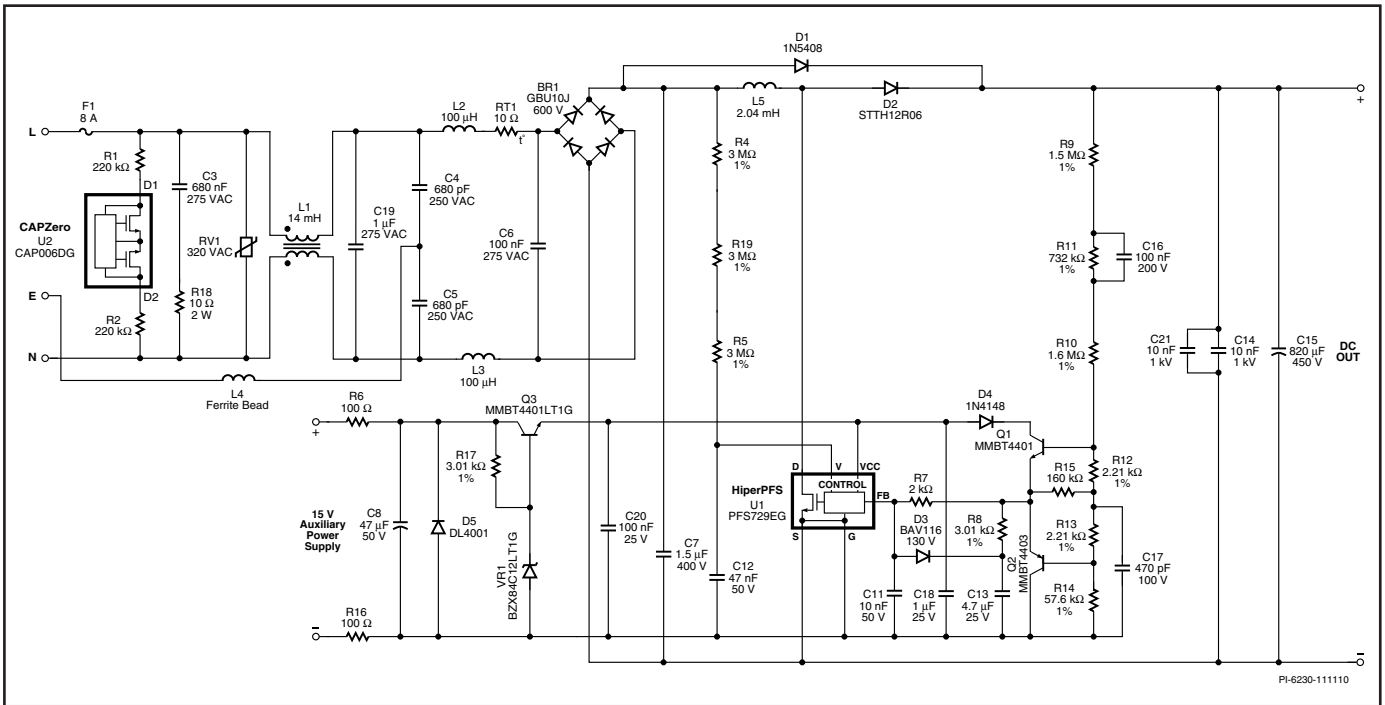 D1
1N5408
BR1
GBU10J
600 V
L5
2.04 mH
D2
STTH12R06
+
F1
8 A
L
L2
100 µH
RT1
10 Ω
t°
R1
220 kΩ
D1
C3
680 nF
275 VAC
CAPZero
U2
CAP006DG
D2
RV1
320 VAC
L1
14 mH
C19
1 µF
275 VAC
C4
680 pF
250 VAC
C6
100 nF
275 VAC
C5
680 pF
250 VAC
R4
3 MΩ
1%
R19
3 MΩ
1%
R5
3 MΩ
1%
R9
1.5 MΩ
1%
R11
732 kΩ
1%
C16
100 nF
200 V
R10
1.6 MΩ
1%
C21
10 nF
1 kV
C14
10 nF
1 kV
C15
820 µF
450 V
DC
OUT
E
R18
10 Ω
2 W
R2
220 kΩ
N
L3
100 µH
L4
Ferrite Bead
R6
100 Ω
+
Q3
MMBT4401LT1G
R17
3.01 kΩ
1%
15 V
Auxiliary
Power
Supply
C8
47 µF
50 V
D5
DL4001
VR1
BZX84C12LT1G
C20
100 nF
25 V
C7
1.5 µF
400 V
C12
47 nF
50 V
D4
1N4148
Q1
MMBT4401
D
V
VCC
CONTROL
FB
HiperPFS
U1
PFS729EG
S
G
R7
2 kΩ
D3
BAV116
130 V
R8
3.01 kΩ
1%
R15
160 kΩ
R12
2.21 kΩ
1%
Q2
MMBT4403
R13
2.21 kΩ
1%
C17
470 pF
100 V
R14
57.6 kΩ
1%
C11
10 nF
50 V
C18
1 µF
25 V
C13
4.7 µF
25 V
R16
100 Ω
–
–
PI-6230-111110